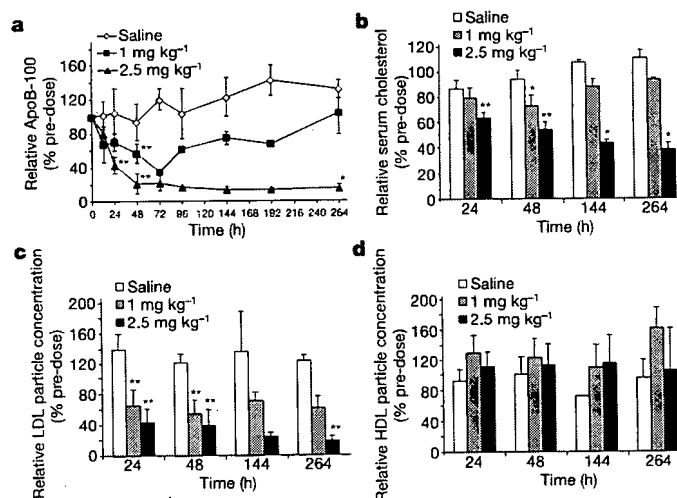 a
Saline
1 mg kg⁻¹
2.5 mg kg⁻¹
Relative ApoB-100
(% pre-dose)
160
120
80
40
0
**
**
**
*
0 24 48 72 96 120 144 168 192 216 240 264
Time (h)
b
Saline
1 mg kg⁻¹
2.5 mg kg⁻¹
Relative serum cholesterol
(% pre-dose)
120
100
80
60
40
20
0
**
*
**
*
*
24 48 144 264
Time (h)
c
Saline
1 mg kg⁻¹
2.5 mg kg⁻¹
Relative LDL particle concentration
(% pre-dose)
200
160
120
80
40
0
**
**
**
**
**
24 48 144 264
Time (h)
d
Saline
1 mg kg⁻¹
2.5 mg kg⁻¹
Relative HDL particle concentration
(% pre-dose)
200
160
120
80
40
0
24 48 144 264
Time (h)